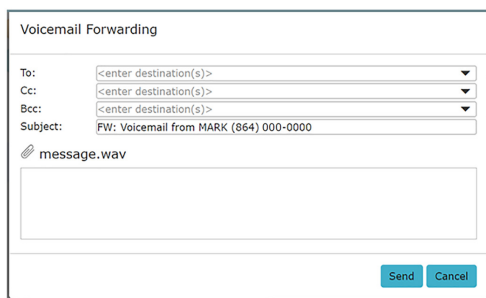 Voicemail Forwarding
To: <enter destination(s)>
Cc: <enter destination(s)>
Bcc: <enter destination(s)>
Subject: FW: Voicemail from MARK (864) 000-0000
message.wav
Send Cancel